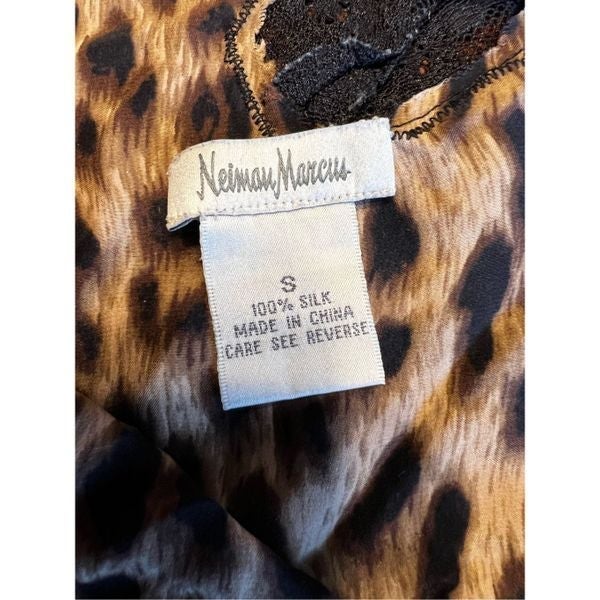 Neiman Marcus
S
100% SILK
MADE IN CHINA
CARE SEE REVERSE